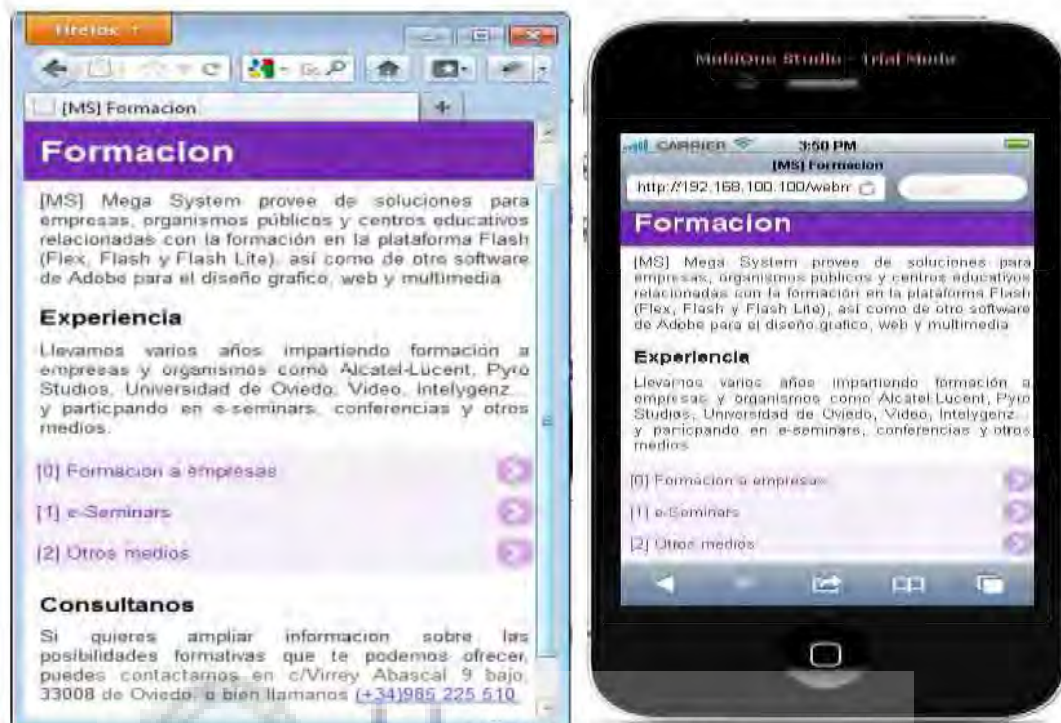 Firefox
[MS] Formacion
Formacion
[MS] Mega System provee de soluciones para
empresas, organismos públicos y centros educativos
relacionadas con la formación en la plataforma Flash
(Flex, Flash y Flash Lite), así como de otro software
de Adobe para el diseño grafico, web y multimedia
Experiencia
Llevamos varios años impartiendo formación a
empresas y organismos como Alcatel-Lucent, Pyro
Studios, Universidad de Oviedo, Video, Intelygenz...
y particpando en e-seminars, conferencias y otros
medios.
[0] Formacion a empresas
[1] e-Seminars
[2] Otros medios
Consultanos
Si quieres ampliar informacion sobre las
posibilidades formativas que te podemos ofrecer,
puedes contactarnos en c/Virrey Abascal 9 bajo,
33008 de Oviedo, o bien llamanos (+34)985 225 510
MobiOne Studio - Trial Mode
CARRIER 3:50 PM
[MS] Formacion
http://192.168.100.100/webm
Formacion
[MS] Mega System provee de soluciones para
empresas, organismos publicos y centros educativos
relacionadas con la formación en la plataforma Flash
(Flex, Flash y Flash Lite), así como de otro software
de Adobe para el diseño grafico, web y multimedia
Experiencia
Llevamos varios años impartiendo formación a
empresas y organismos como Alcatel-Lucent, Pyro
Studios, Universidad de Oviedo, Video, Intelygenz...
y particpando en e-seminars, conferencias y otros
medios
[0] Formacion a empresas
[1] e-Seminars
[2] Otros medios